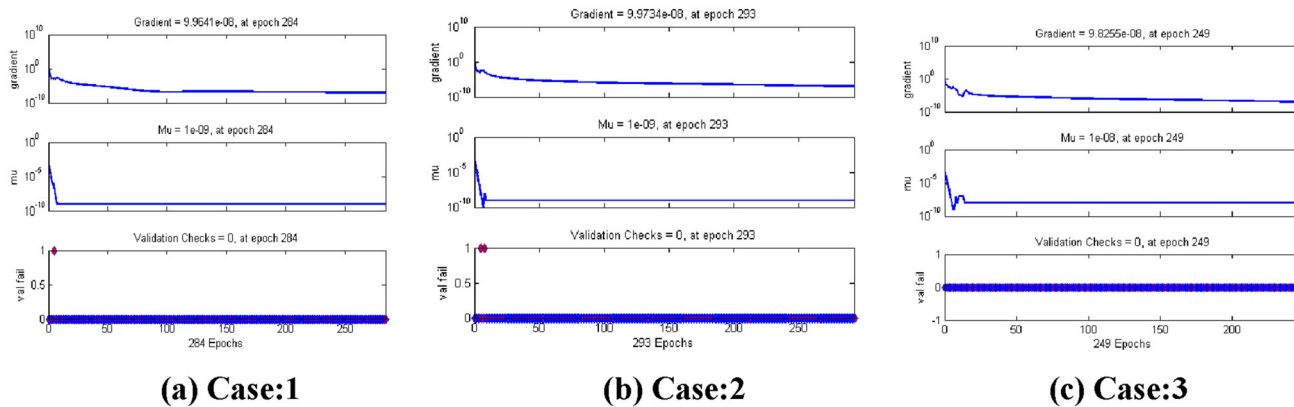 Gradient = 9.9641e-08, at epoch 284
10^10
10^0
10^-10
gradient
Mu = 1e-09, at epoch 284
10^0
10^-5
10^-10
mu
Validation Checks = 0, at epoch 284
1
0.5
0
val fail
0 50 100 150 200 250
284 Epochs
(a) Case:1
Gradient = 9.9734e-08, at epoch 293
10^10
10^0
10^-10
gradient
Mu = 1e-09, at epoch 293
10^0
10^-5
10^-10
mu
Validation Checks = 0, at epoch 293
1
0.5
0
val fail
0 50 100 150 200 250
293 Epochs
(b) Case:2
Gradient = 9.8255e-08, at epoch 249
10^10
10^0
10^-10
gradient
Mu = 1e-08, at epoch 249
10^0
10^-5
10^-10
mu
Validation Checks = 0, at epoch 249
1
0
-1
val fail
0 50 100 150 200
249 Epochs
(c) Case:3